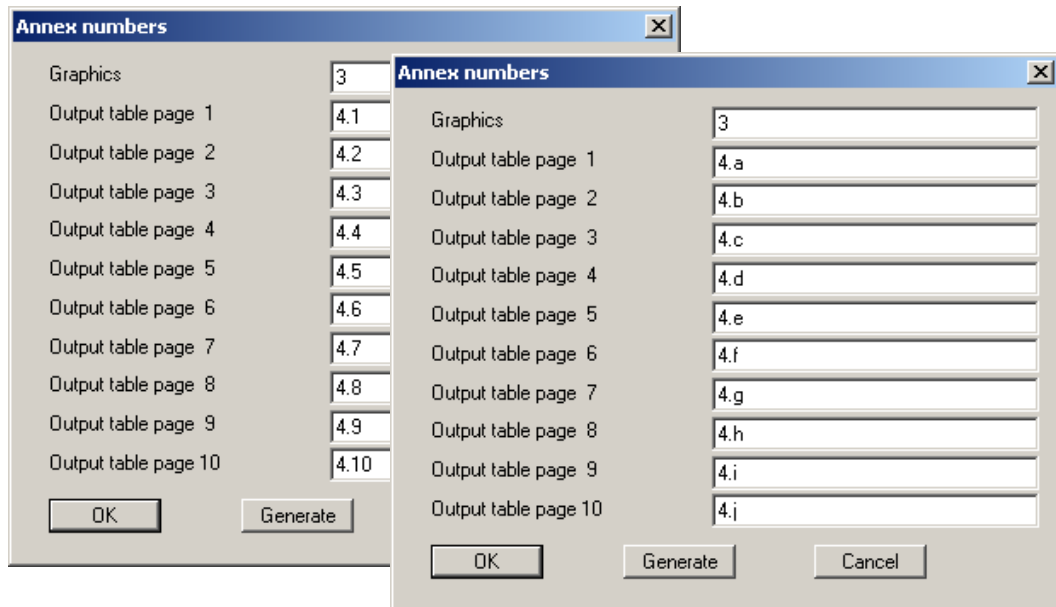 Annex numbers
Graphics 3
Output table page 1 4.1
Output table page 2 4.2
Output table page 3 4.3
Output table page 4 4.4
Output table page 5 4.5
Output table page 6 4.6
Output table page 7 4.7
Output table page 8 4.8
Output table page 9 4.9
Output table page 10 4.10
OK Generate
Annex numbers
Graphics 3
Output table page 1 4.a
Output table page 2 4.b
Output table page 3 4.c
Output table page 4 4.d
Output table page 5 4.e
Output table page 6 4.f
Output table page 7 4.g
Output table page 8 4.h
Output table page 9 4.i
Output table page 10 4.j
OK Generate Cancel